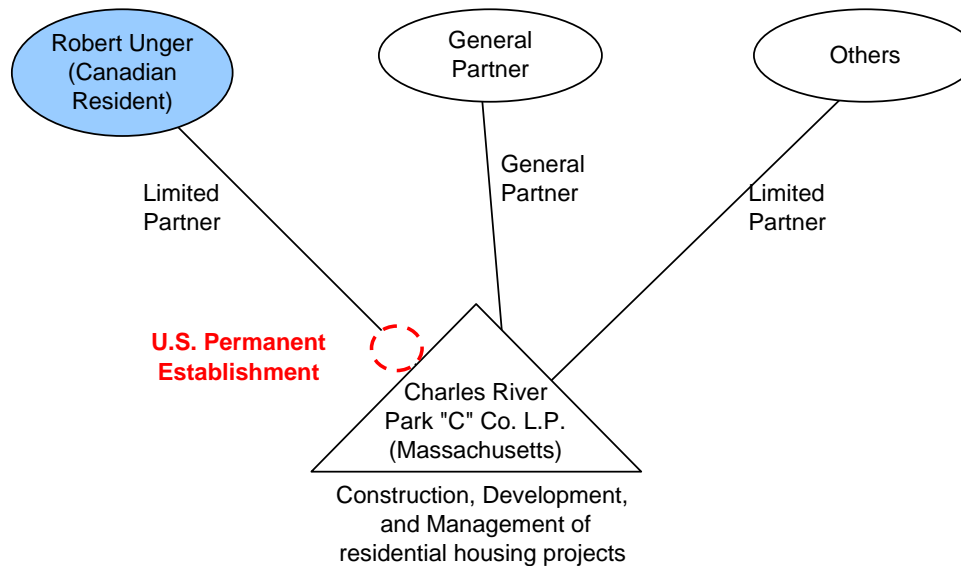 Robert Unger
(Canadian
Resident)
General
Partner
Others
Limited
Partner
General
Partner
Limited
Partner
U.S. Permanent
Establishment
Charles River
Park "C" Co. L.P.
(Massachusetts)
Construction, Development,
and Management of
residential housing projects